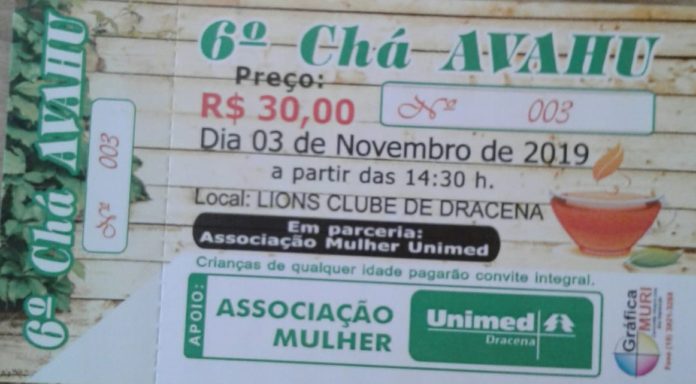 6º Chá AVAHU
Nº 003
6º Chá AVAHU
Preço:
R$ 30,00
Nº 003
Dia 03 de Novembro de 2019
a partir das 14:30 h.
Local: LIONS CLUBE DE DRACENA
Em parceria:
Associação Mulher Unimed
Crianças de qualquer idade pagarão convite integral.
APOIO:
ASSOCIAÇÃO
MULHER
Unimed
Dracena
Gráfica
MURI